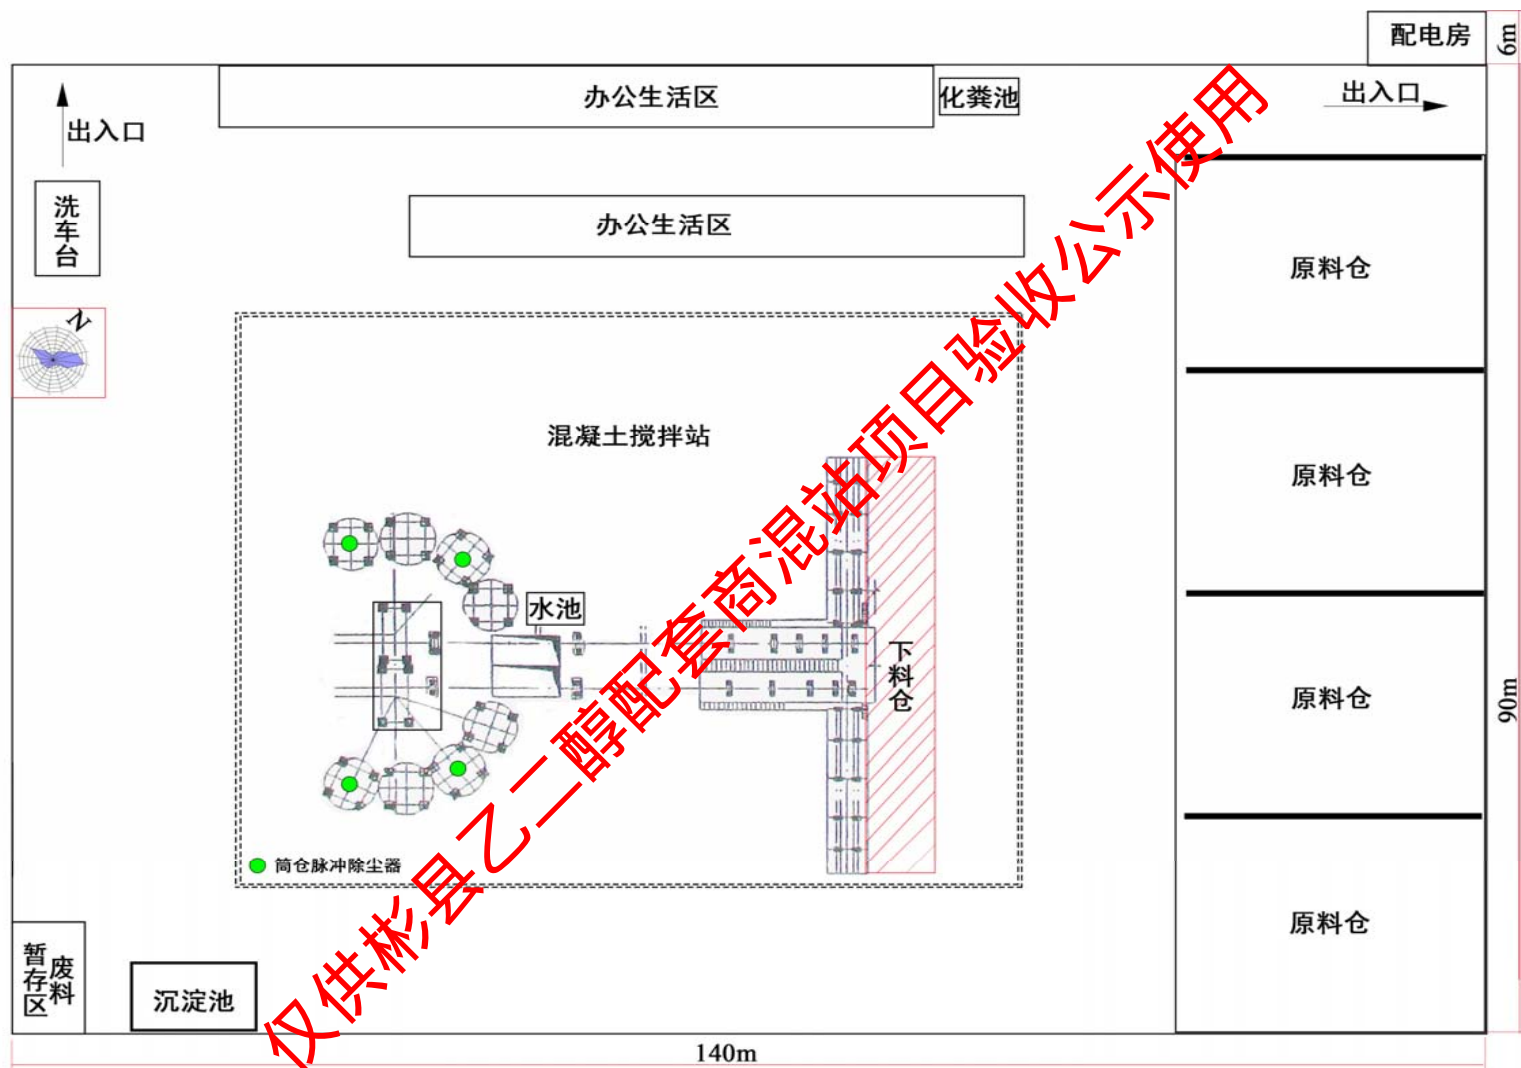 配电房
6m
办公生活区
化粪池
出入口
出入口
洗车台
办公生活区
原料仓
N
混凝土搅拌站
原料仓
水池
下料仓
原料仓
90m
筒仓脉冲除尘器
原料仓
废料
暂存区
沉淀池
140m
仅供彬县乙二醇配套商混站项目验收公示使用